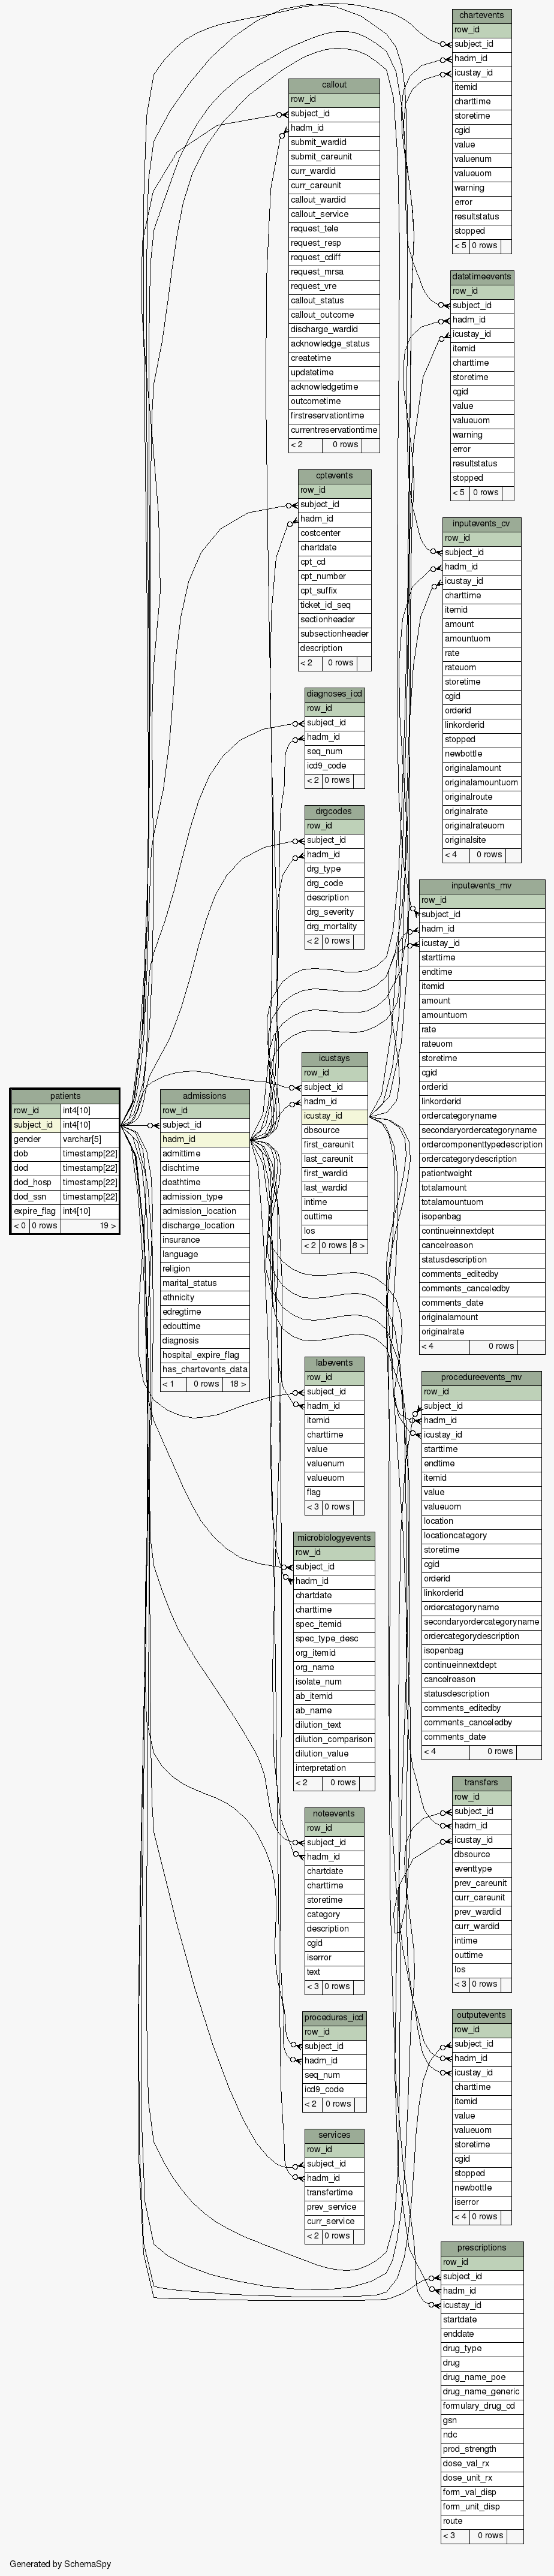 patients
row_id int4[10]
subject_id int4[10]
gender varchar[5]
dob timestamp[22]
dod timestamp[22]
dod_hosp timestamp[22]
dod_ssn timestamp[22]
expire_flag int4[10]
< 0 0 rows 19 >
admissions
row_id
subject_id
hadm_id
admittime
dischtime
deathtime
admission_type
admission_location
discharge_location
insurance
language
religion
marital_status
ethnicity
edregtime
edouttime
diagnosis
hospital_expire_flag
has_chartevents_data
< 1 0 rows 18 >
callout
row_id
subject_id
hadm_id
submit_wardid
submit_careunit
curr_wardid
curr_careunit
callout_wardid
callout_service
request_tele
request_resp
request_cdiff
request_mrsa
request_vre
callout_status
callout_outcome
discharge_wardid
acknowledge_status
createtime
updatetime
acknowledgetime
outcometime
firstreservationtime
currentreservationtime
< 2 0 rows
cptevents
row_id
subject_id
hadm_id
costcenter
chartdate
cpt_cd
cpt_number
cpt_suffix
ticket_id_seq
sectionheader
subsectionheader
description
< 2 0 rows
diagnoses_icd
row_id
subject_id
hadm_id
seq_num
icd9_code
< 2 0 rows
drgcodes
row_id
subject_id
hadm_id
drg_type
drg_code
description
drg_severity
drg_mortality
< 2 0 rows
icustays
row_id
subject_id
hadm_id
icustay_id
dbsource
first_careunit
last_careunit
first_wardid
last_wardid
intime
outtime
los
< 2 0 rows 8 >
labevents
row_id
subject_id
hadm_id
itemid
charttime
value
valuenum
valueuom
flag
< 3 0 rows
microbiologyevents
row_id
subject_id
hadm_id
chartdate
charttime
spec_itemid
spec_type_desc
org_itemid
org_name
isolate_num
ab_itemid
ab_name
dilution_text
dilution_comparison
dilution_value
interpretation
< 2 0 rows
noteevents
row_id
subject_id
hadm_id
chartdate
charttime
storetime
category
description
cgid
iserror
text
< 3 0 rows
procedures_icd
row_id
subject_id
hadm_id
seq_num
icd9_code
< 2 0 rows
services
row_id
subject_id
hadm_id
transfertime
prev_service
curr_service
< 2 0 rows
chartevents
row_id
subject_id
hadm_id
icustay_id
itemid
charttime
storetime
cgid
value
valuenum
valueuom
warning
error
resultstatus
stopped
< 5 0 rows
datetimeevents
row_id
subject_id
hadm_id
icustay_id
itemid
charttime
storetime
cgid
value
valueuom
warning
error
resultstatus
stopped
< 5 0 rows
inputevents_cv
row_id
subject_id
hadm_id
icustay_id
charttime
itemid
amount
amountuom
rate
rateuom
storetime
cgid
orderid
linkorderid
stopped
newbottle
originalamount
originalamountuom
originalroute
originalrate
originalrateuom
originalsite
< 4 0 rows
inputevents_mv
row_id
subject_id
hadm_id
icustay_id
starttime
endtime
itemid
amount
amountuom
rate
rateuom
storetime
cgid
orderid
linkorderid
ordercategoryname
secondaryordercategoryname
ordercomponenttypedescription
ordercategorydescription
patientweight
totalamount
totalamountuom
isopenbag
continueinnextdept
cancelreason
statusdescription
comments_editedby
comments_canceledby
comments_date
originalamount
originalrate
< 4 0 rows
procedureevents_mv
row_id
subject_id
hadm_id
icustay_id
starttime
endtime
itemid
value
valueuom
location
locationcategory
storetime
cgid
orderid
linkorderid
ordercategoryname
secondaryordercategoryname
ordercategorydescription
isopenbag
continueinnextdept
cancelreason
statusdescription
comments_editedby
comments_canceledby
comments_date
< 4 0 rows
transfers
row_id
subject_id
hadm_id
icustay_id
dbsource
eventtype
prev_careunit
curr_careunit
prev_wardid
curr_wardid
intime
outtime
los
< 3 0 rows
outputevents
row_id
subject_id
hadm_id
icustay_id
charttime
itemid
value
valueuom
storetime
cgid
stopped
newbottle
iserror
< 4 0 rows
prescriptions
row_id
subject_id
hadm_id
icustay_id
startdate
enddate
drug_type
drug
drug_name_poe
drug_name_generic
formulary_drug_cd
gsn
ndc
prod_strength
dose_val_rx
dose_unit_rx
form_val_disp
form_unit_disp
route
< 3 0 rows
Generated by SchemaSpy